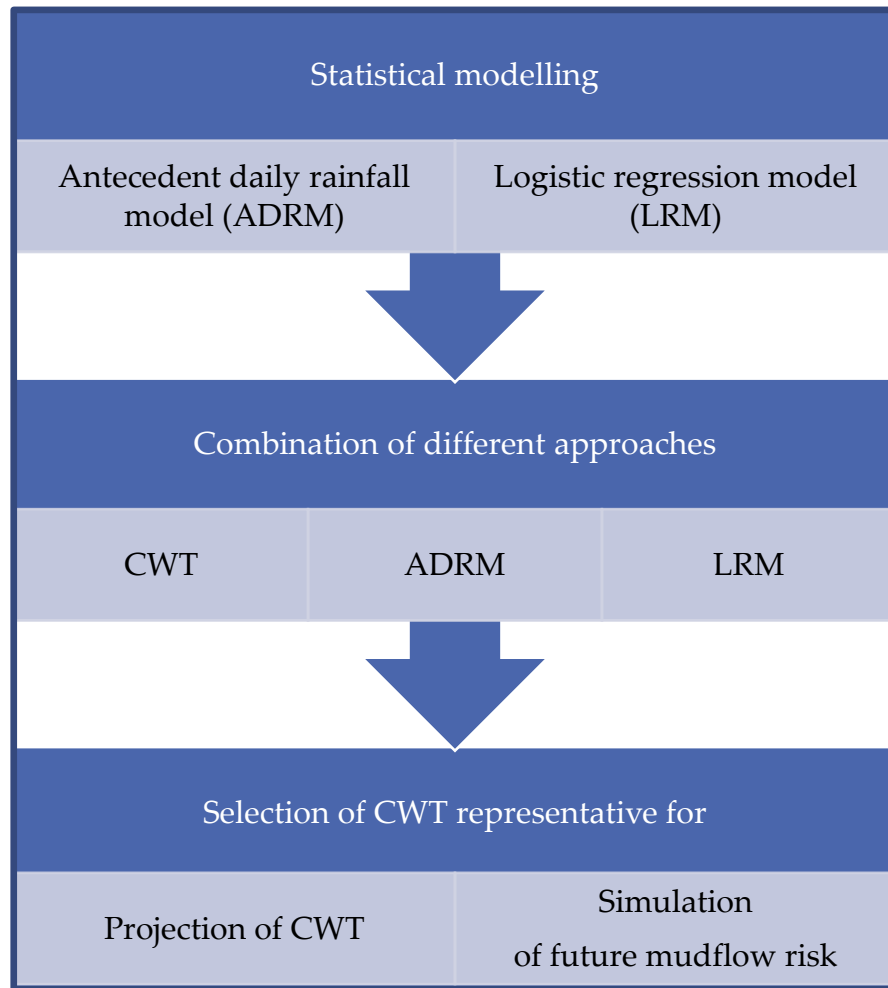 Statistical modelling
Antecedent daily rainfall
model (ADRM)
Logistic regression model
(LRM)
Combination of different approaches
CWT
ADRM
LRM
Selection of CWT representative for
Projection of CWT
Simulation
of future mudflow risk